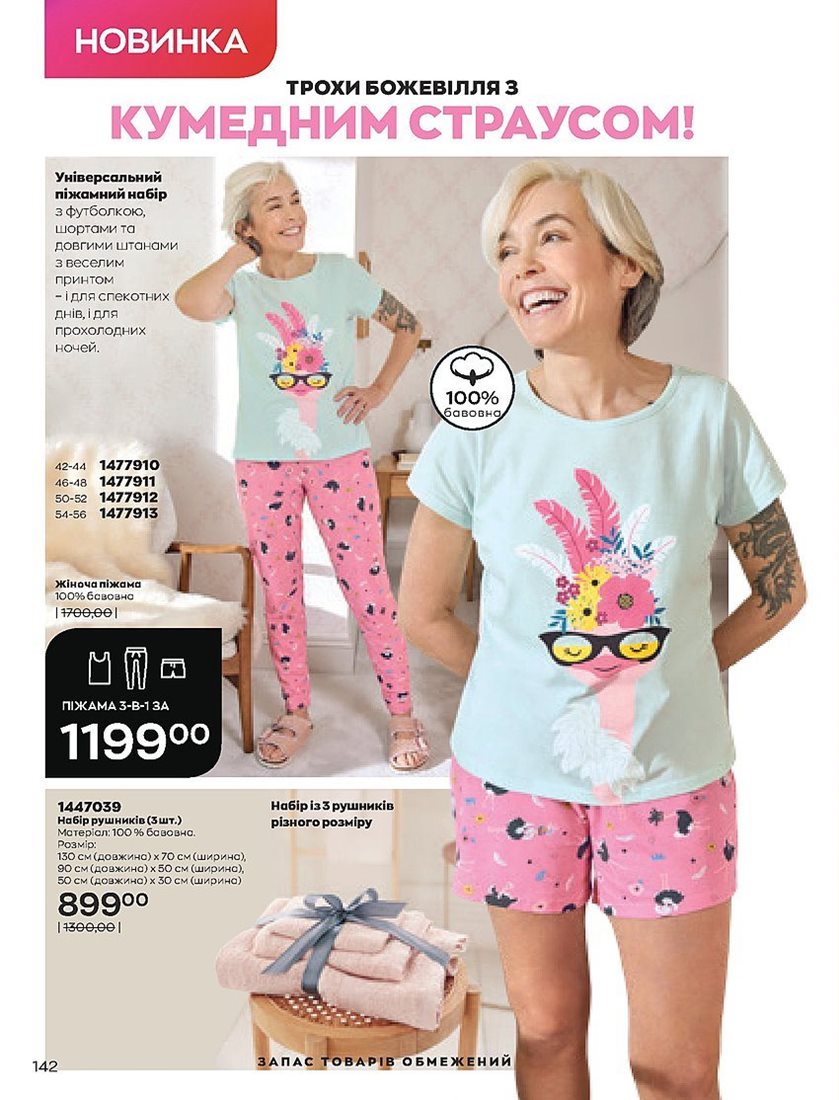 НОВИНКА
ТРОХИ БОЖЕВІЛЛЯ З
КУМЕДНИМ СТРАУСОМ!
Універсальний
піжамний набір
з футболкою,
шортами та
довгими штанами
з веселим
принтом
– і для спекотних
днів, і для
прохолодних
ночей.
100%
бавовна
42-44 1477910
46-48 1477911
50-52 1477912
54-56 1477913
Жіноча піжама
100% бавовна
| 1700,00 |
ПІЖАМА 3-В-1 ЗА
1199⁰⁰
1447039
Набір рушників (3 шт.)
Матеріал: 100 % бавовна.
Розмір:
130 см (довжина) х 70 см (ширина),
90 см (довжина) х 50 см (ширина),
50 см (довжина) х 30 см (ширина)
899⁰⁰
| 1300,00 |
Набір із 3 рушників
різного розміру
ЗАПАС ТОВАРІВ ОБМЕЖЕНИЙ
142